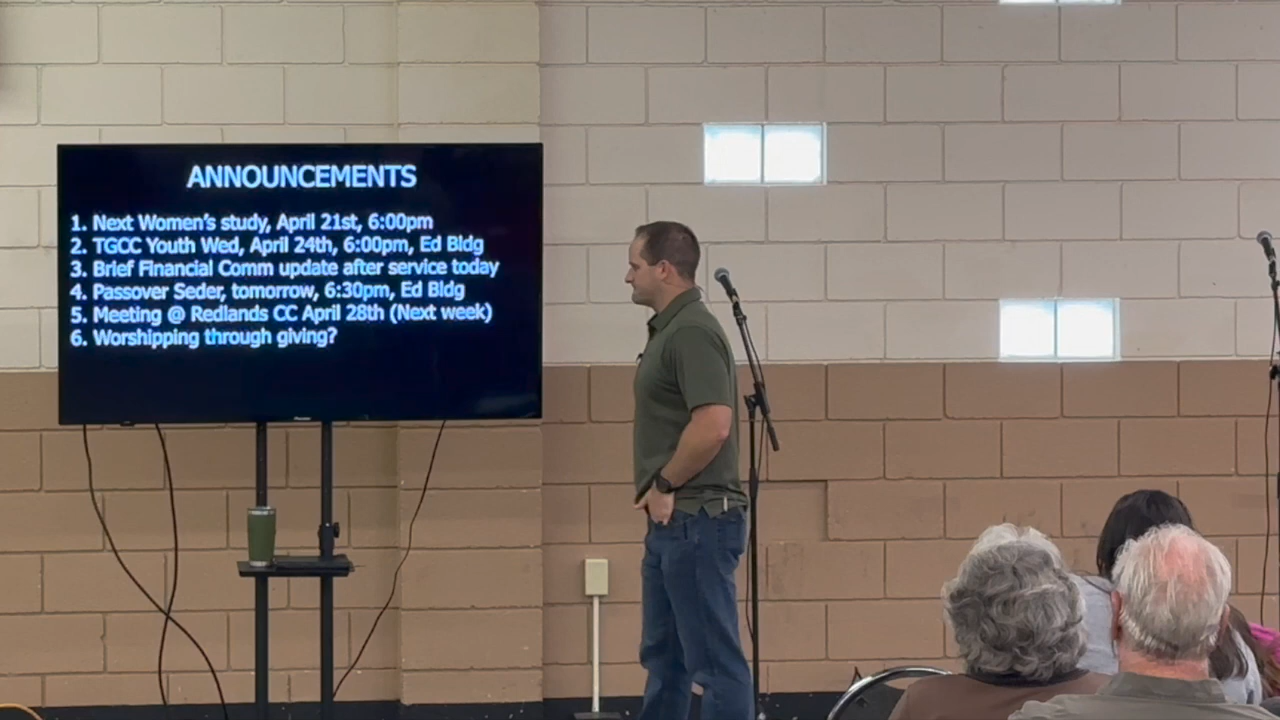 ANNOUNCEMENTS
1. Next Women's study, April 21st, 6:00pm
2. TGCC Youth Wed, April 24th, 6:00pm, Ed Bldg
3. Brief Financial Comm update after service today
4. Passover Seder, tomorrow, 6:30pm, Ed Bldg
5. Meeting @ Redlands CC April 28th (Next week)
6. Worshipping through giving?